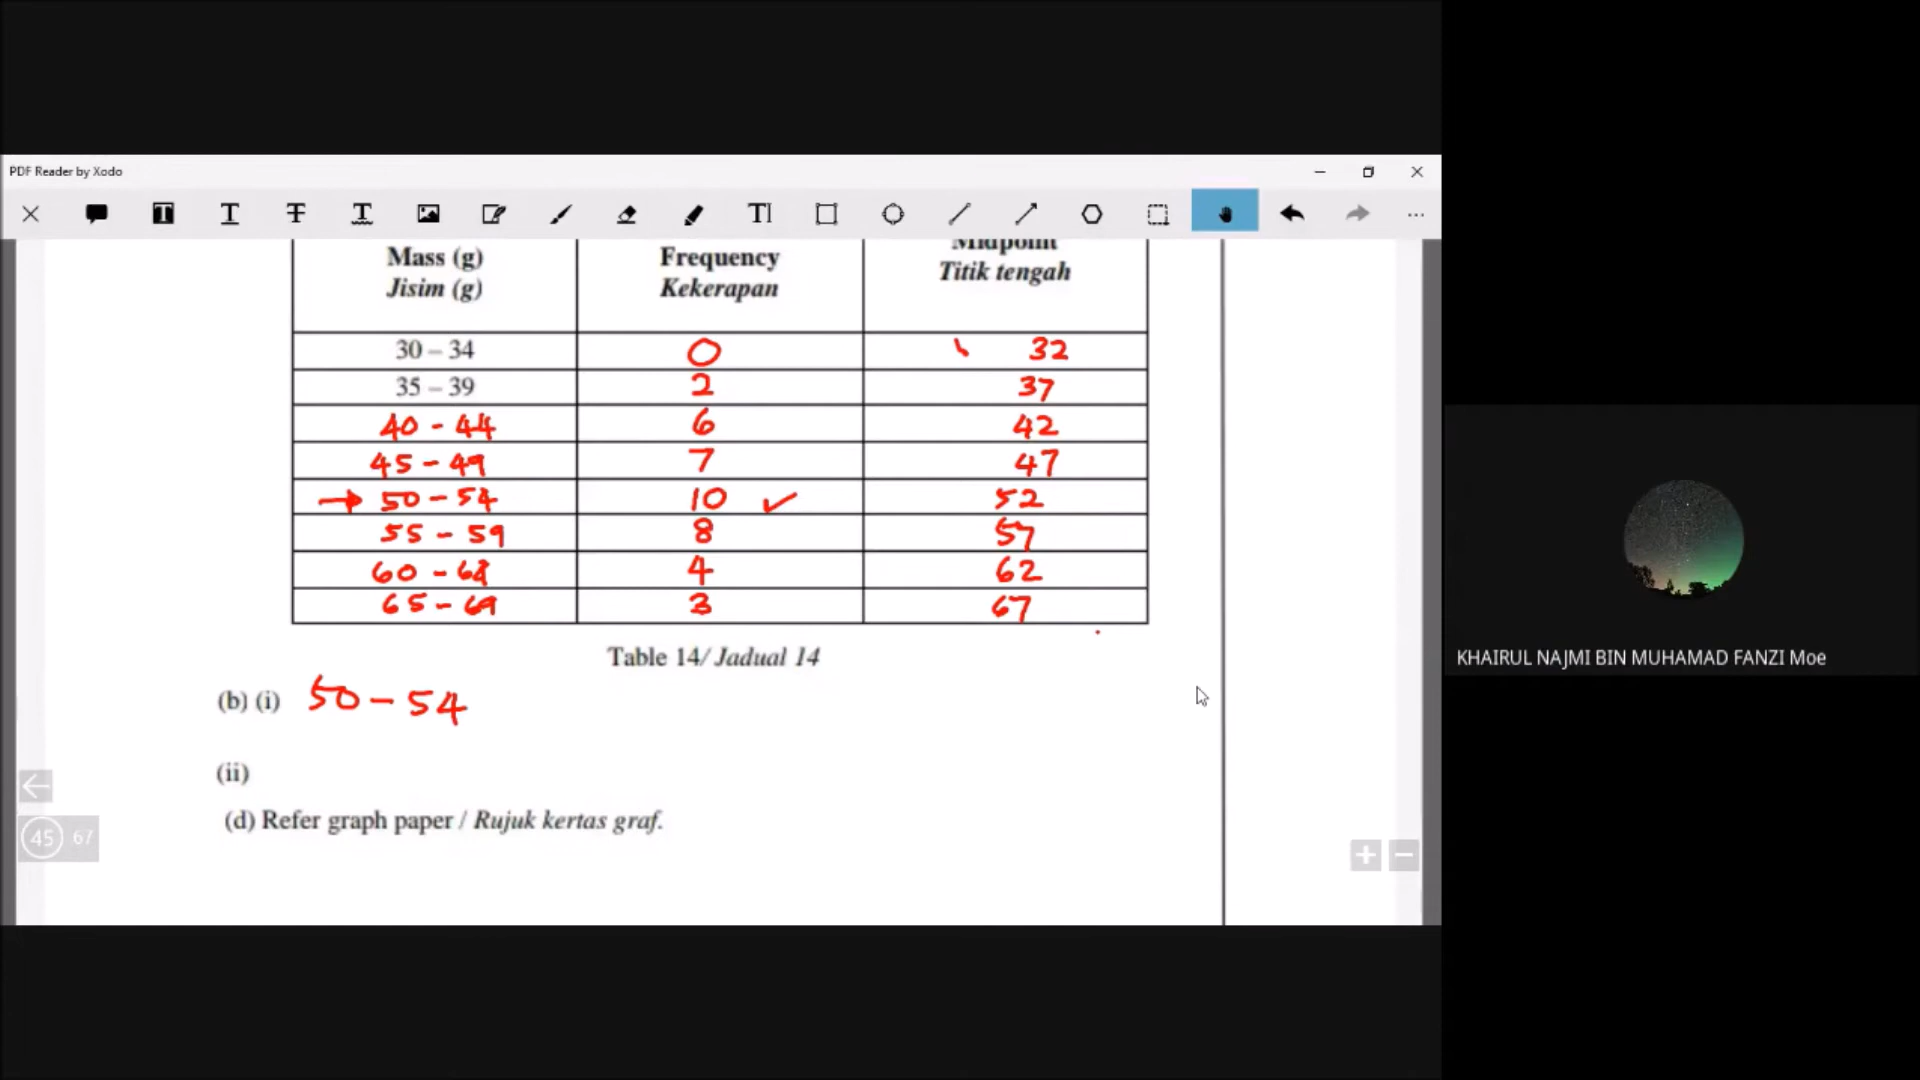 PDF Reader by Xodo
Mass (g) Frequency Midpoint
Jisim (g) Kekerapan Titik tengah
30 – 34 0 32
35 – 39 2 37
40 - 44 6 42
45 - 49 7 47
→ 50 - 54 10 ✓ 52
55 - 59 8 57
60 - 64 4 62
65 - 69 3 67
Table 14/ Jadual 14
(b) (i) 50 - 54
(ii)
(d) Refer graph paper / Rujuk kertas graf.
45 67
KHAIRUL NAJMI BIN MUHAMAD FANZI Moe